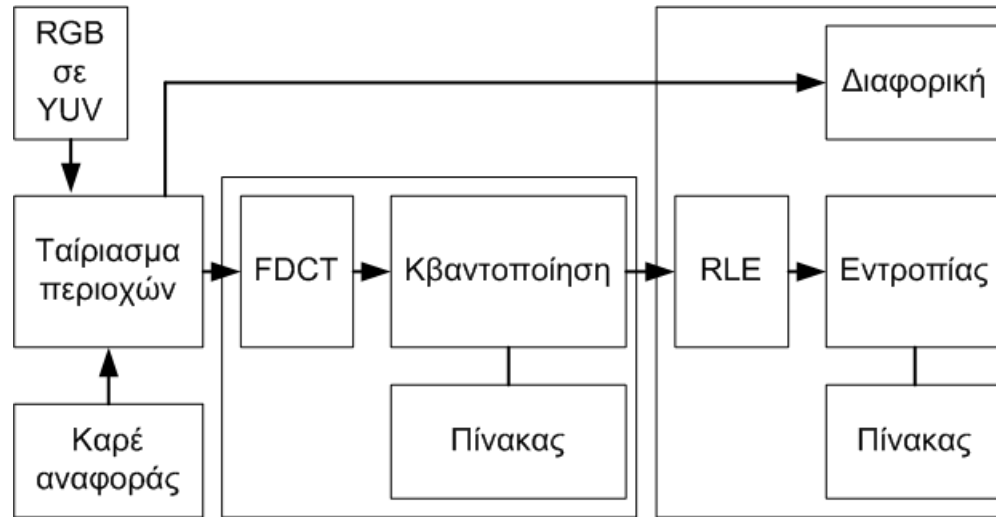 RGB
σε
YUV
Διαφορική
Ταίριασμα
περιοχών
FDCT
Κβαντοποίηση
RLE
Εντροπίας
Καρέ
αναφοράς
Πίνακας
Πίνακας